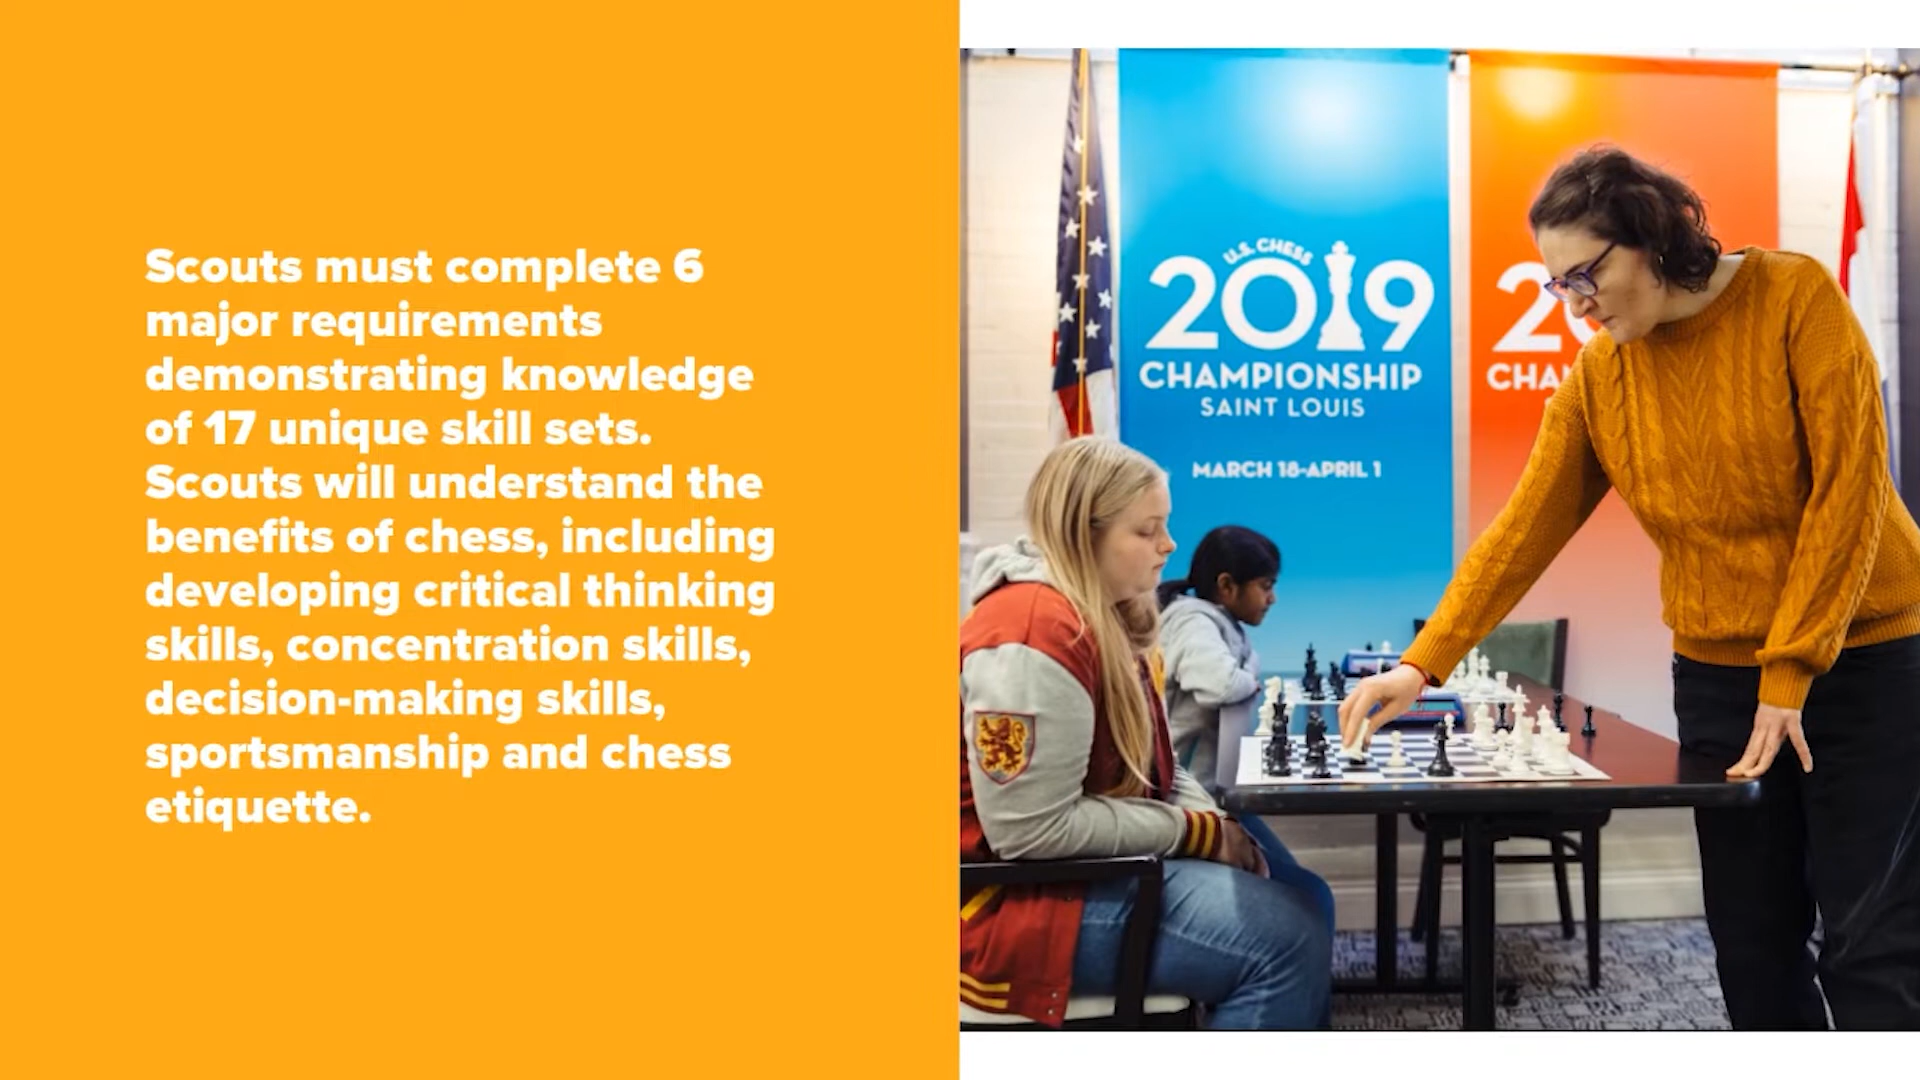 Scouts must complete 6
major requirements
demonstrating knowledge
of 17 unique skill sets.
Scouts will understand the
benefits of chess, including
developing critical thinking
skills, concentration skills,
decision-making skills,
sportsmanship and chess
etiquette.
U.S. CHESS
2019
CHAMPIONSHIP
SAINT LOUIS
MARCH 18-APRIL 1